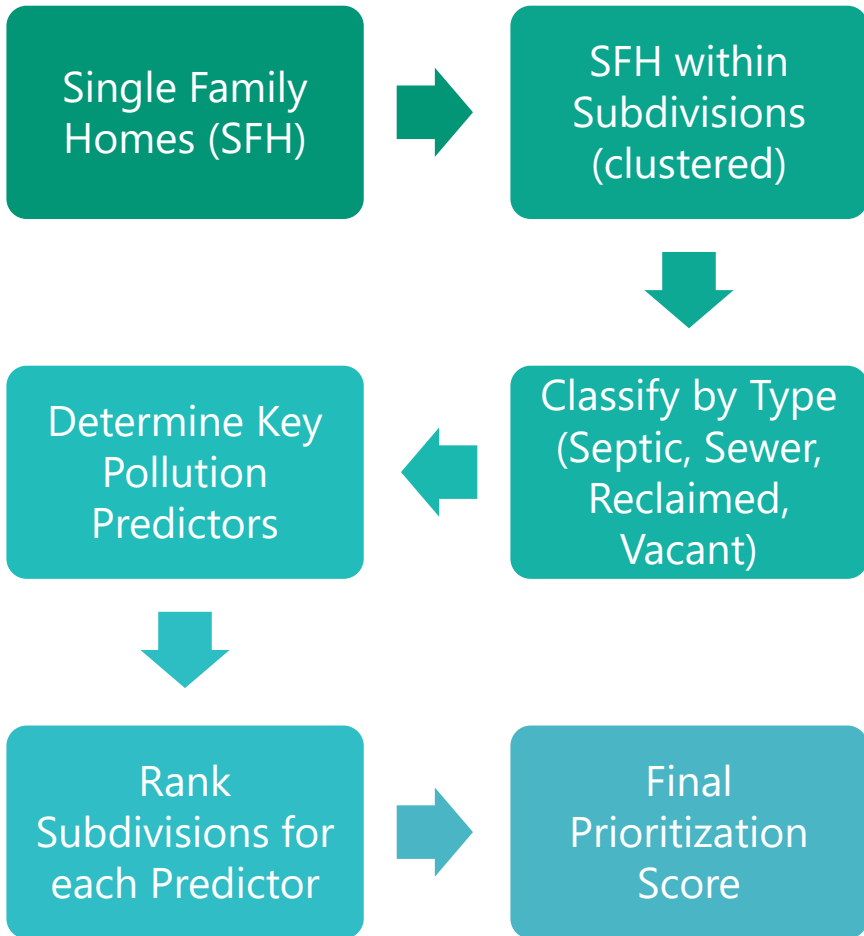 Single Family
Homes (SFH)
SFH within
Subdivisions
(clustered)
Classify by Type
(Septic, Sewer,
Reclaimed,
Vacant)
Determine Key
Pollution
Predictors
Rank
Subdivisions for
each Predictor
Final
Prioritization
Score